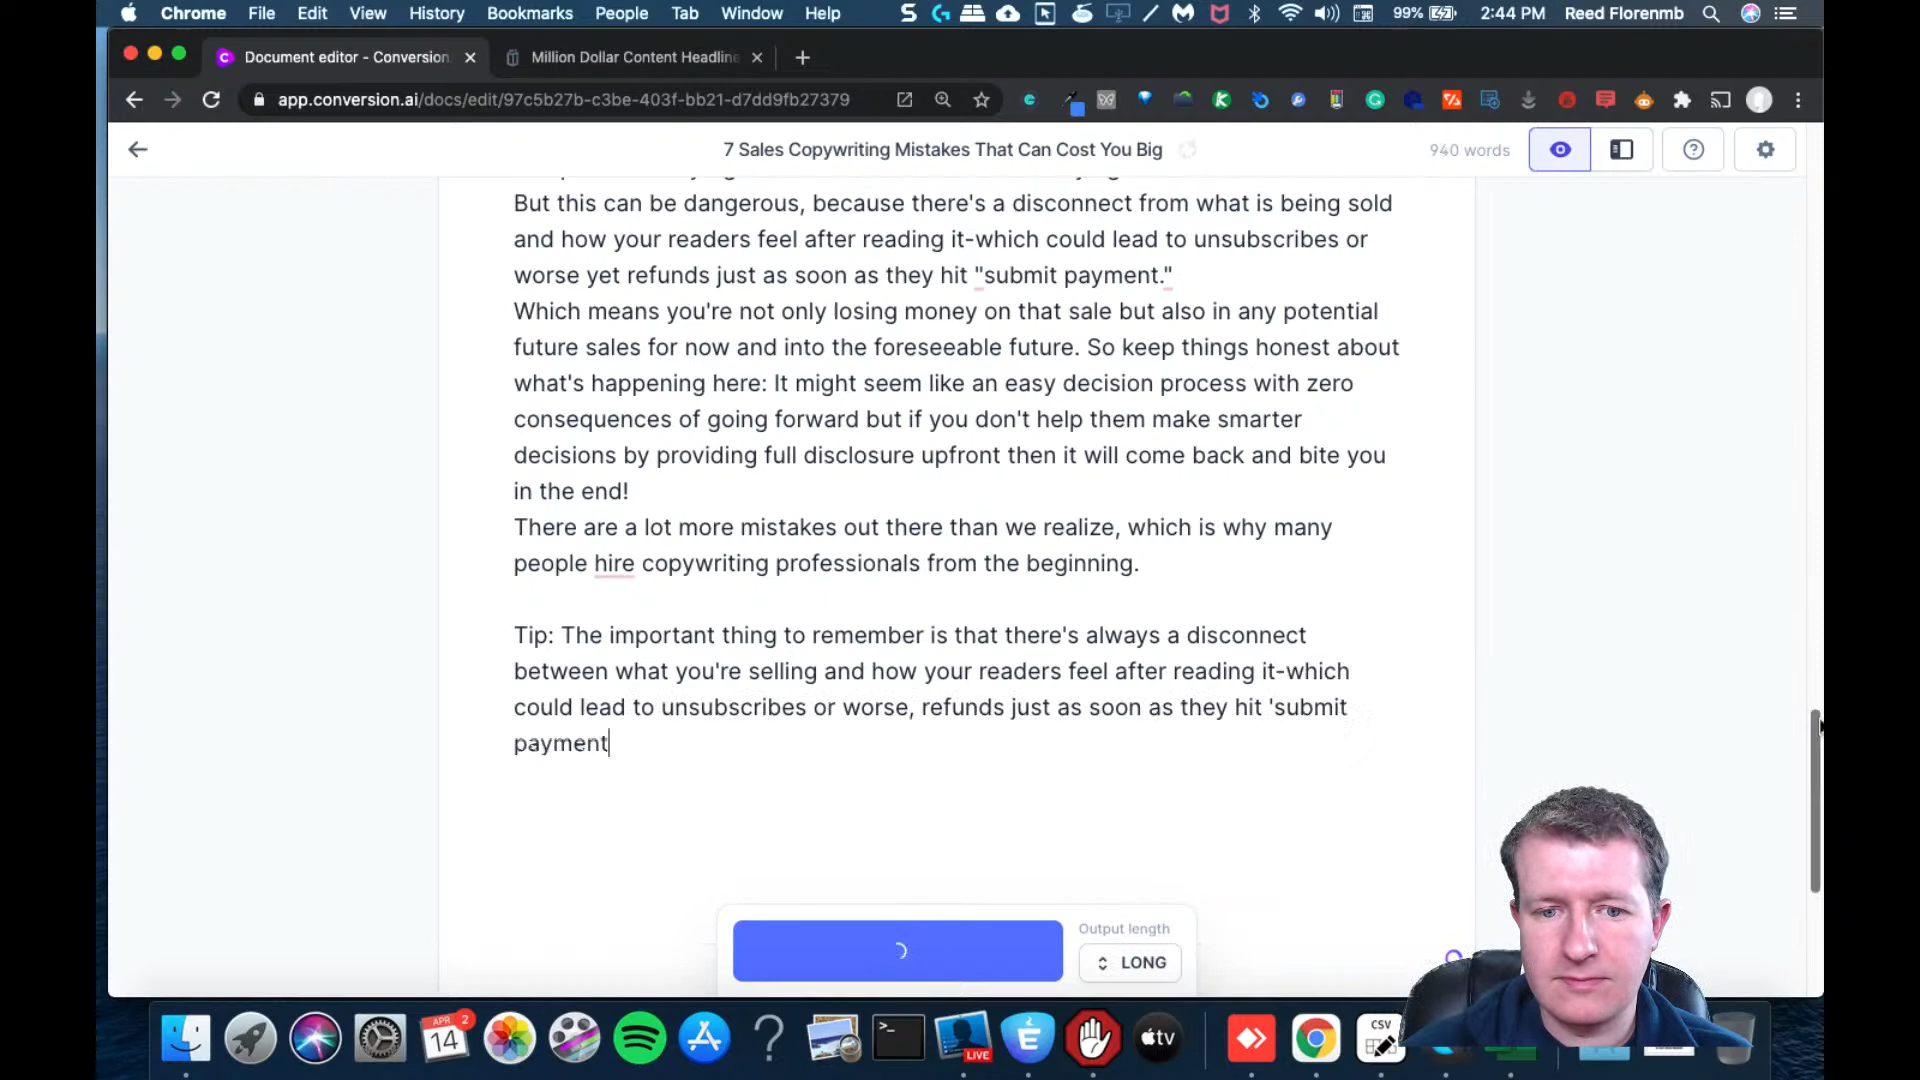 Chrome File Edit View History Bookmarks People Tab Window Help 99% 2:44 PM Reed Florenmb
Document editor - Conversion. Million Dollar Content Headline
app.conversion.ai/docs/edit/97c5b27b-c3be-403f-bb21-d7dd9fb27379
7 Sales Copywriting Mistakes That Can Cost You Big 940 words
But this can be dangerous, because there's a disconnect from what is being sold
and how your readers feel after reading it-which could lead to unsubscribes or
worse yet refunds just as soon as they hit "submit payment."
Which means you're not only losing money on that sale but also in any potential
future sales for now and into the foreseeable future. So keep things honest about
what's happening here: It might seem like an easy decision process with zero
consequences of going forward but if you don't help them make smarter
decisions by providing full disclosure upfront then it will come back and bite you
in the end!
There are a lot more mistakes out there than we realize, which is why many
people hire copywriting professionals from the beginning.
Tip: The important thing to remember is that there's always a disconnect
between what you're selling and how your readers feel after reading it-which
could lead to unsubscribes or worse, refunds just as soon as they hit 'submit
payment
Output length
LONG
APR 2
14
LIVE
tv
CSV